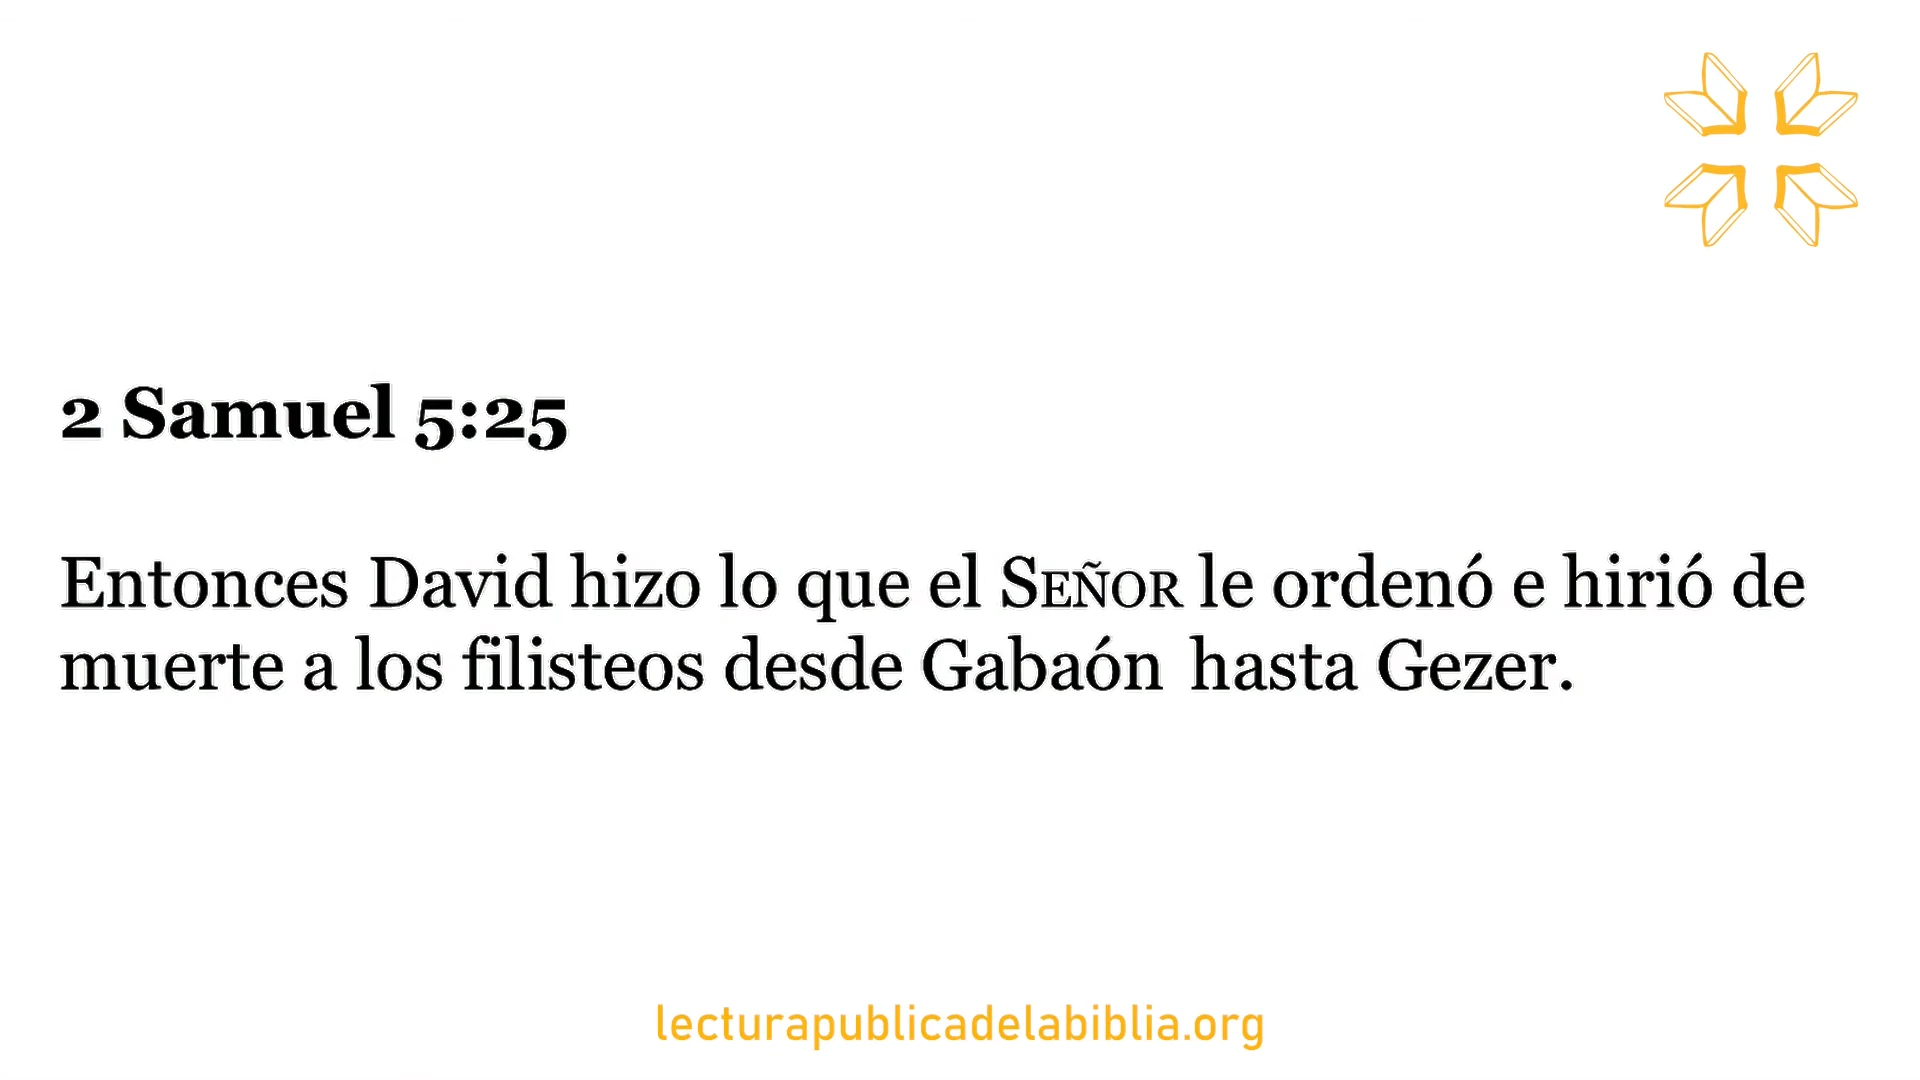 2 Samuel 5:25
Entonces David hizo lo que el SEÑOR le ordenó e hirió de
muerte a los filisteos desde Gabaón hasta Gezer.
lecturapublicadelabiblia.org